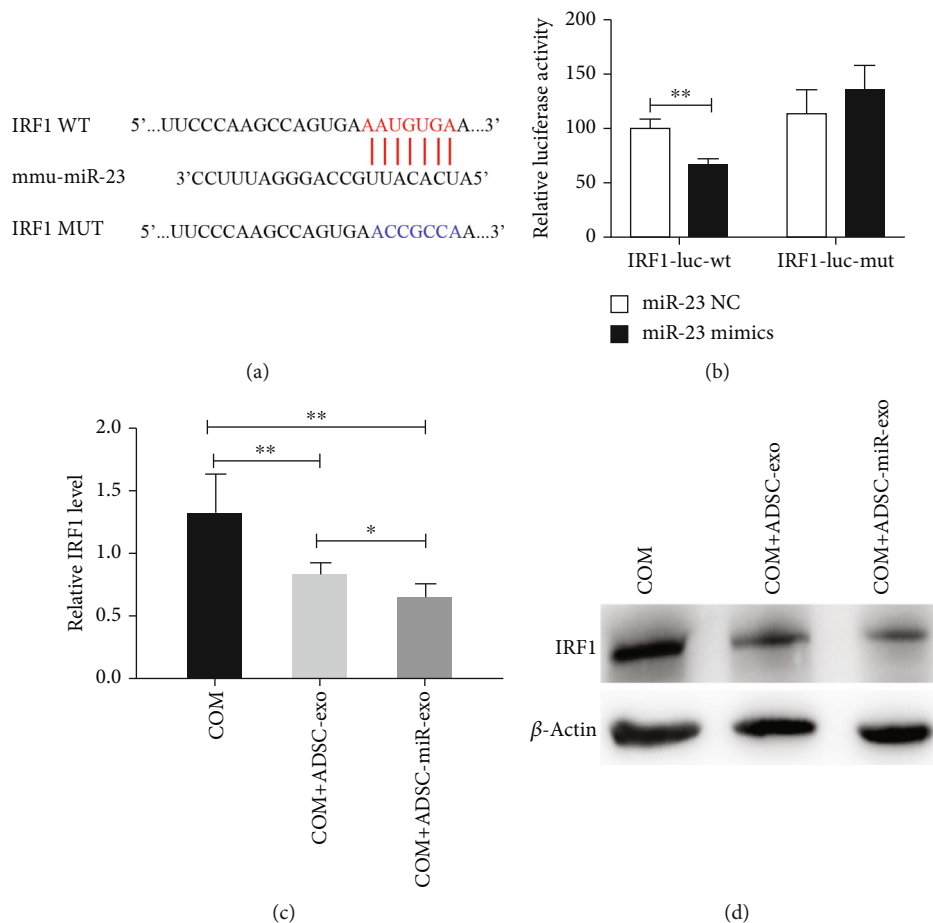 IRF1 WT 5’...UUCCCAAGCCAGUGAAAUGUGAA...3’
mmu-miR-23 3’CCUUUAGGGACCGUUACACUA5’
IRF1 MUT 5’...UUCCCAAGCCAGUGAACCGCCAA...3’
(a)
Relative luciferase activity
200
150
100
50
0
**
IRF1-luc-wt IRF1-luc-mut
miR-23 NC
miR-23 mimics
(b)
Relative IRF1 level
2.0
1.5
1.0
0.5
0.0
**
**
*
COM
COM+ADSC-exo
COM+ADSC-miR-exo
(c)
COM
COM+ADSC-exo
COM+ADSC-miR-exo
IRF1
β-Actin
(d)